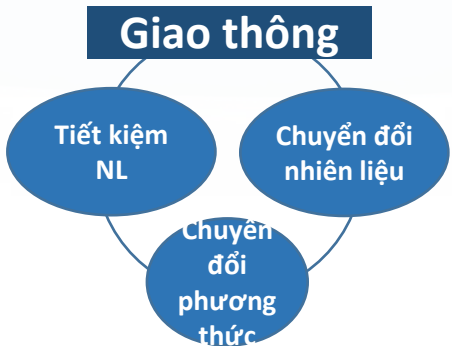 Giao thông
Tiết kiệm
NL
Chuyển đổi
nhiên liệu
Chuyển
đổi
phương
thức